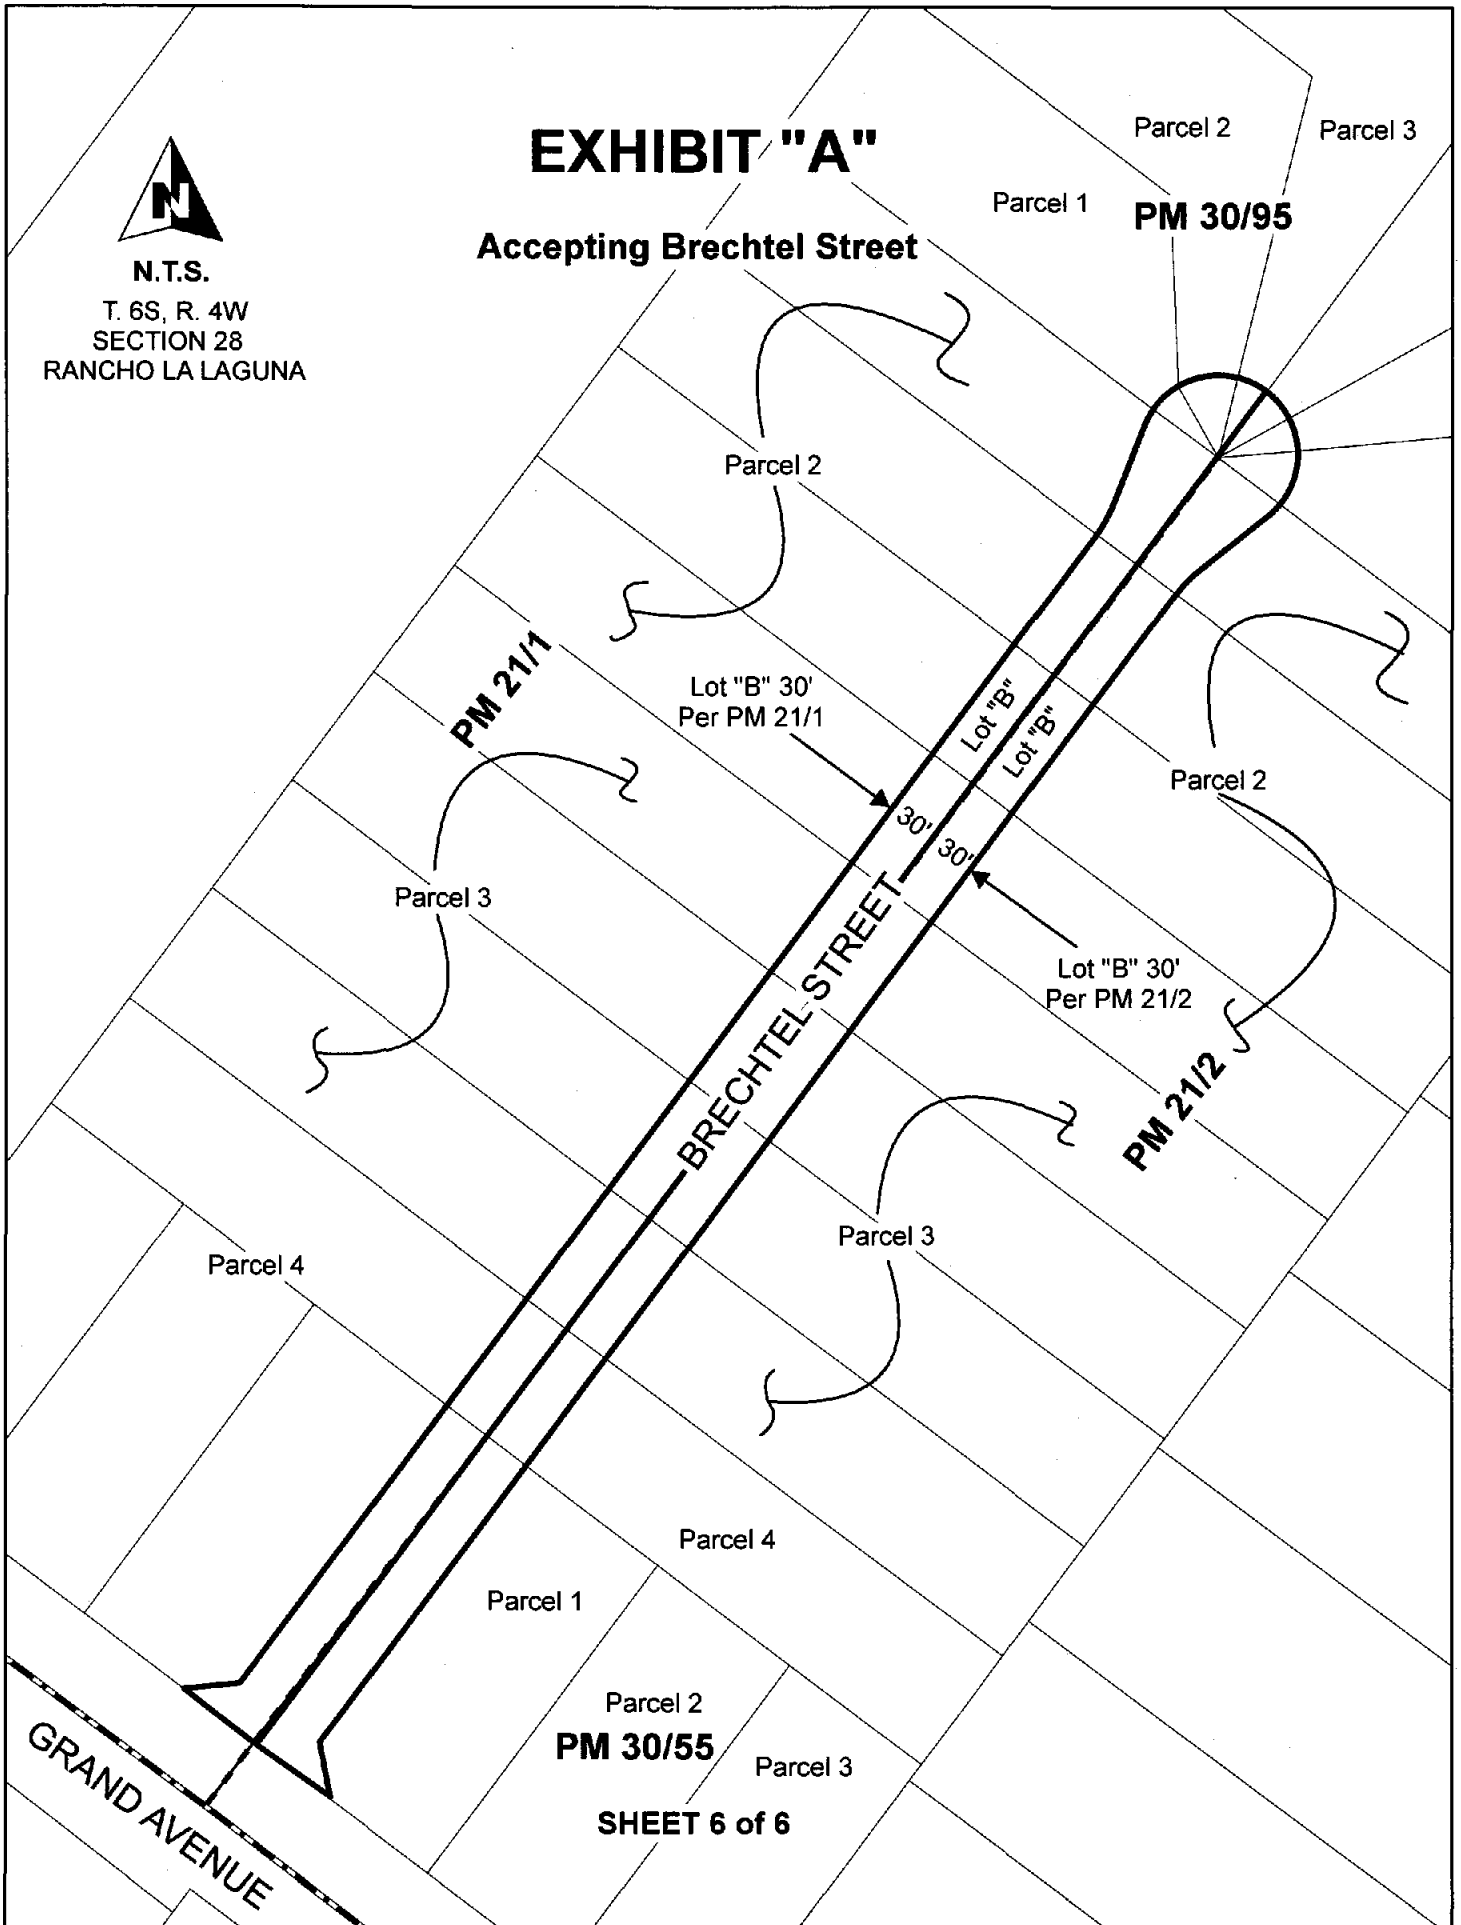 EXHIBIT "A"
Accepting Brechtel Street
N
N.T.S.
T. 6S, R. 4W
SECTION 28
RANCHO LA LAGUNA
Parcel 2
Parcel 3
Parcel 1
PM 30/95
Parcel 2
PM 21/1
Lot "B" 30'
Per PM 21/1
Lot "B"
Lot "B"
Parcel 2
30'
30'
Parcel 3
BRECHTEL STREET
Lot "B" 30'
Per PM 21/2
PM 21/2
Parcel 3
Parcel 4
Parcel 4
Parcel 1
Parcel 2
PM 30/55
Parcel 3
SHEET 6 of 6
GRAND AVENUE